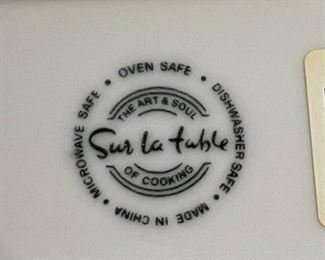 • OVEN SAFE • DISHWASHER SAFE • MADE IN CHINA • MICROWAVE SAFE
THE ART & SOUL
Sur la table
OF COOKING